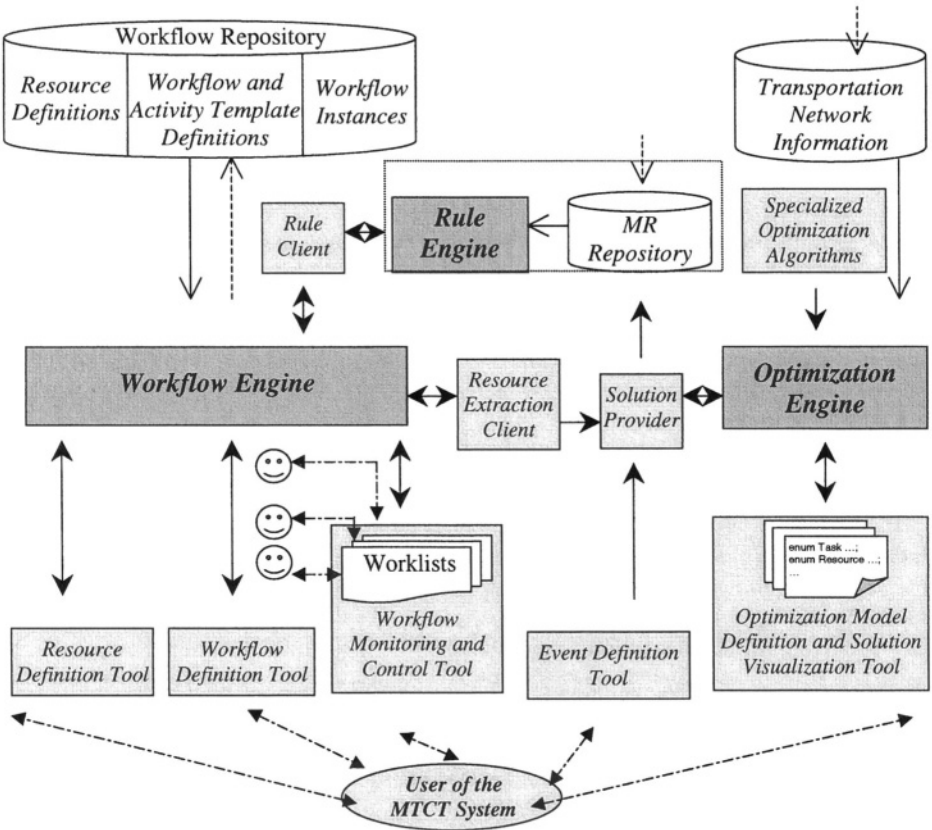 Workflow Repository
Resource
Definitions
Workflow and
Activity Template
Definitions
Workflow
Instances
Transportation
Network
Information
Rule
Client
Rule
Engine
MR
Repository
Specialized
Optimization
Algorithms
Workflow Engine
Resource
Extraction
Client
Solution
Provider
Optimization
Engine
Worklists
enum Task ...;
enum Resource ...;
...
Resource
Definition Tool
Workflow
Definition Tool
Workflow
Monitoring and
Control Tool
Event Definition
Tool
Optimization Model
Definition and Solution
Visualization Tool
User of the
MTCT System